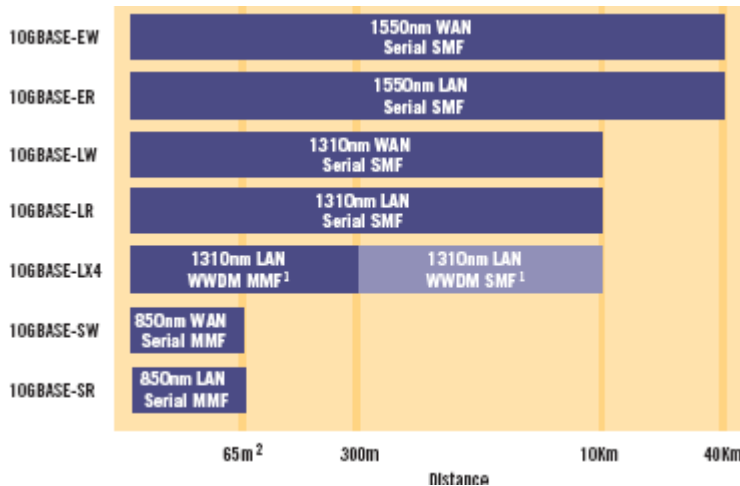 10GBASE-EW
1550nm WAN
Serial SMF
10GBASE-ER
1550nm LAN
Serial SMF
10GBASE-LW
1310nm WAN
Serial SMF
10GBASE-LR
1310nm LAN
Serial SMF
10GBASE-LX4
1310nm LAN
WWDM MMF¹
1310nm LAN
WWDM SMF¹
10GBASE-SW
850nm WAN
Serial MMF
10GBASE-SR
850nm LAN
Serial MMF
65m² 300m 10Km 40Km
Distance